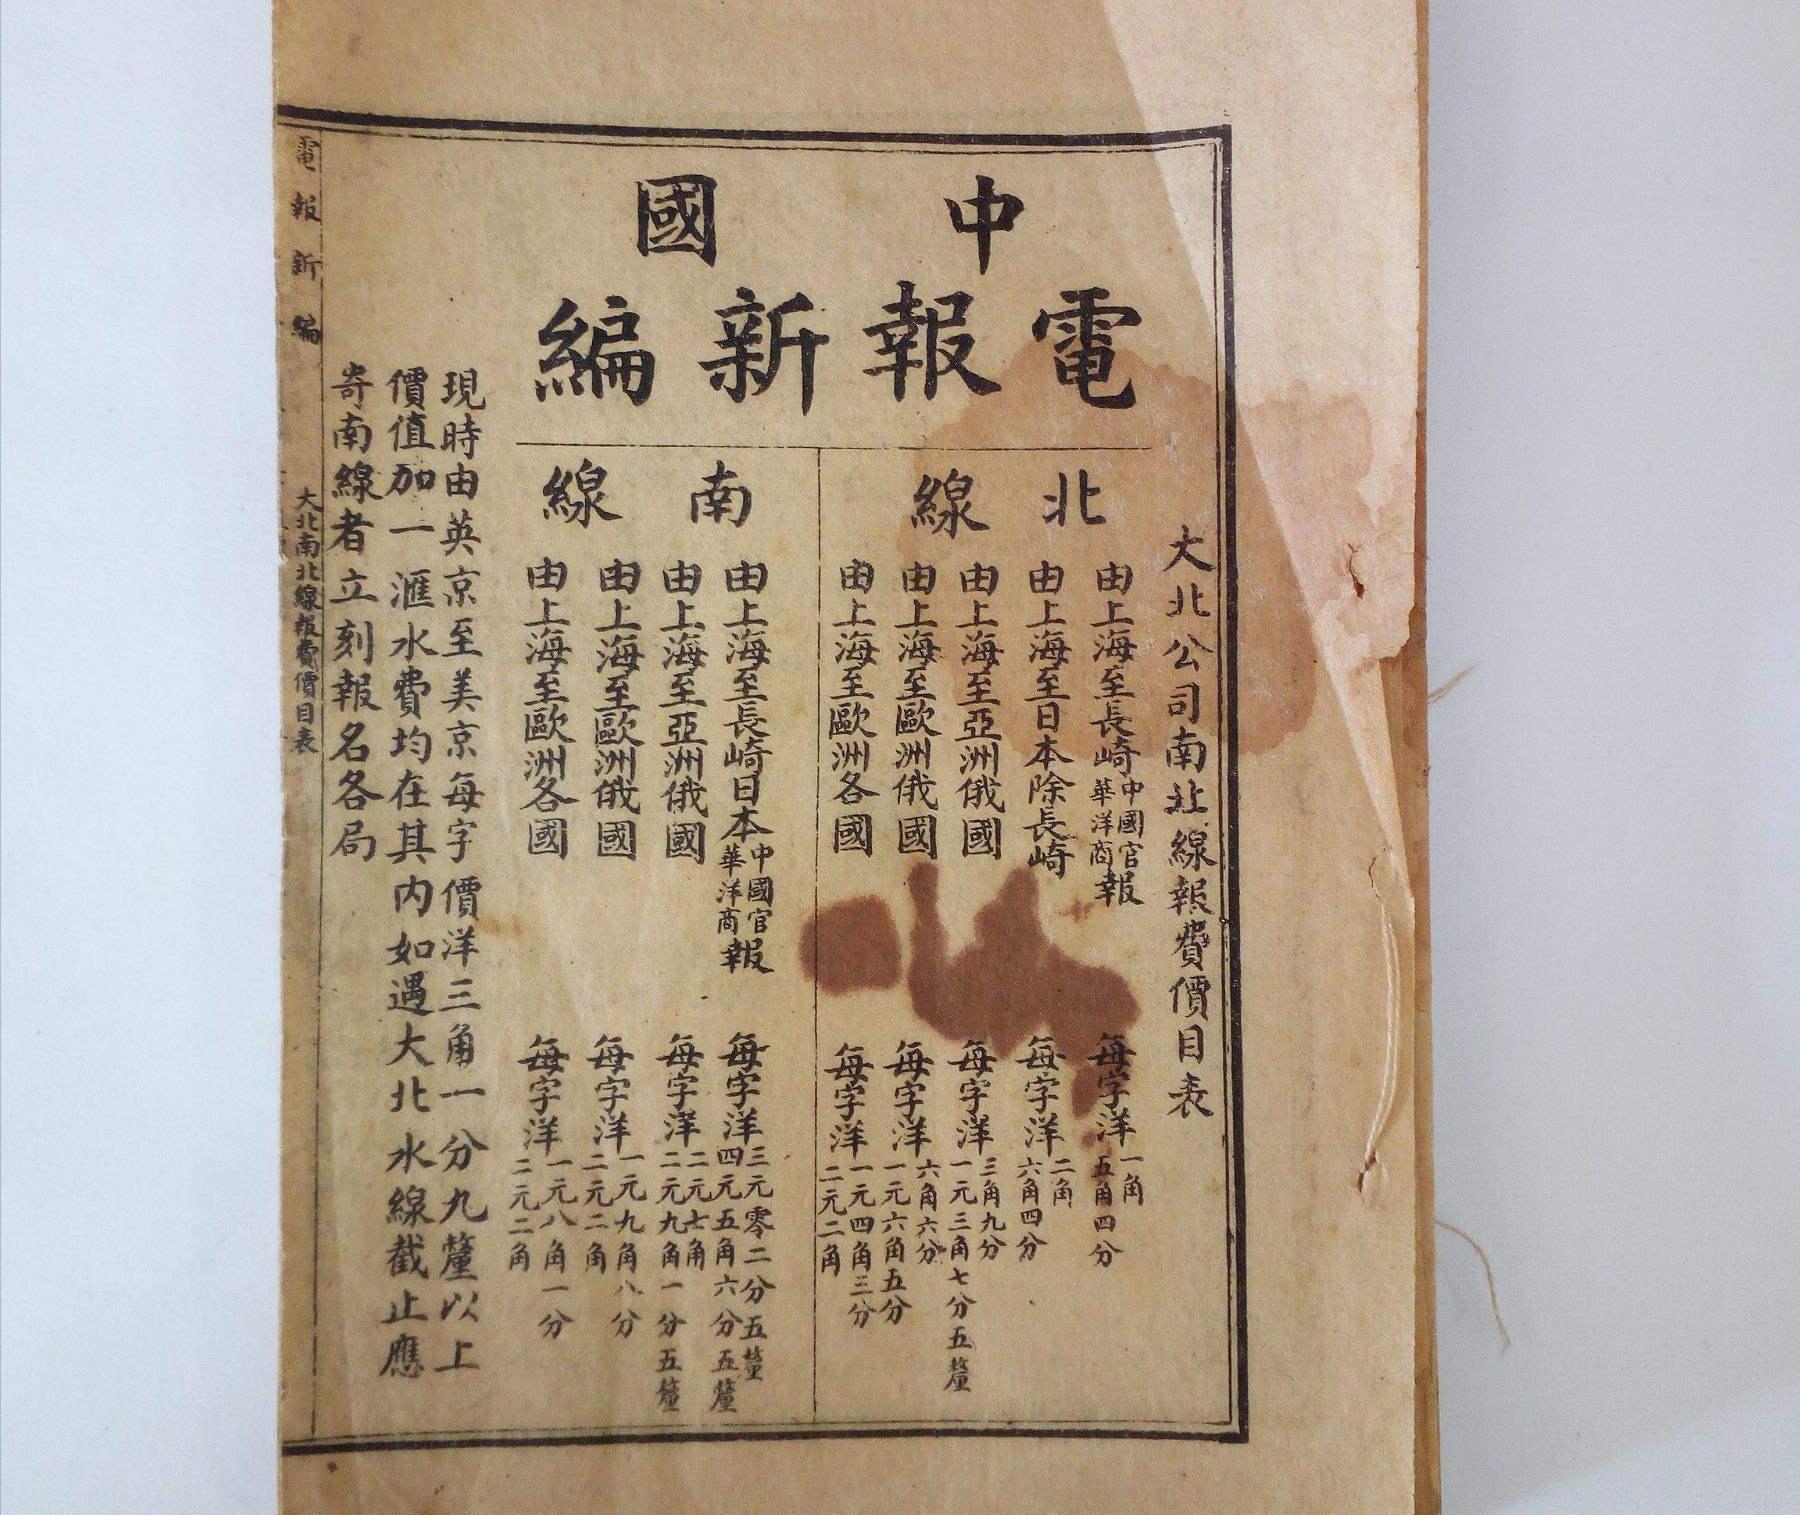 中國
電報新編
大北公司南北線報費價目表
北線
由上海至長崎中國官華洋商報 每字洋一角五角四分
由上海至日本除長崎 每字洋二角六角四分
由上海至亞洲俄國 每字洋三角九分一元三角七分五釐
由上海至歐洲俄國 每字洋六角六分一元六角五分
由上海至歐洲各國 每字洋一元四角三分二元二角
南線
由上海至長崎日本中國官華洋商報 每字洋三元零二分五釐四元五角六分五釐
由上海至亞洲俄國 每字洋二元七角二元九角一分五釐
由上海至歐洲俄國 每字洋一元九角八分二元二角
由上海至歐洲各國 每字洋一元八角一分二元二角
現時由英京至美京每字價洋三角一分九釐以上
價值加一滙水費均在其內如遇大北水線截止應
寄南線者立刻報名各局
電報新編
大北南北線報費價目表